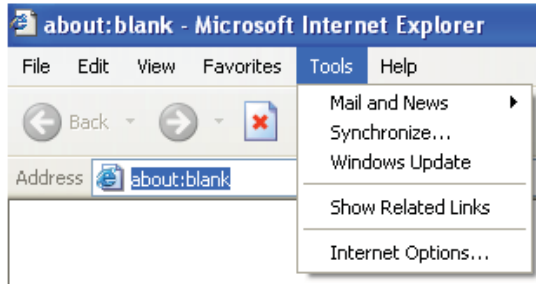 about:blank - Microsoft Internet Explorer
File Edit View Favorites Tools Help
Back
Address about:blank
Mail and News
Synchronize...
Windows Update
Show Related Links
Internet Options...